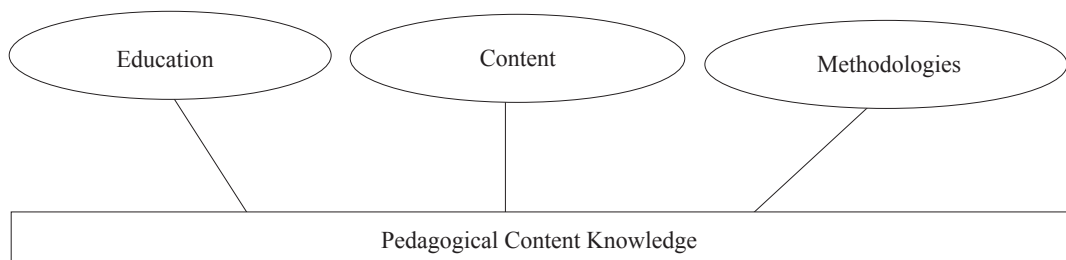 Education
Content
Methodologies
Pedagogical Content Knowledge